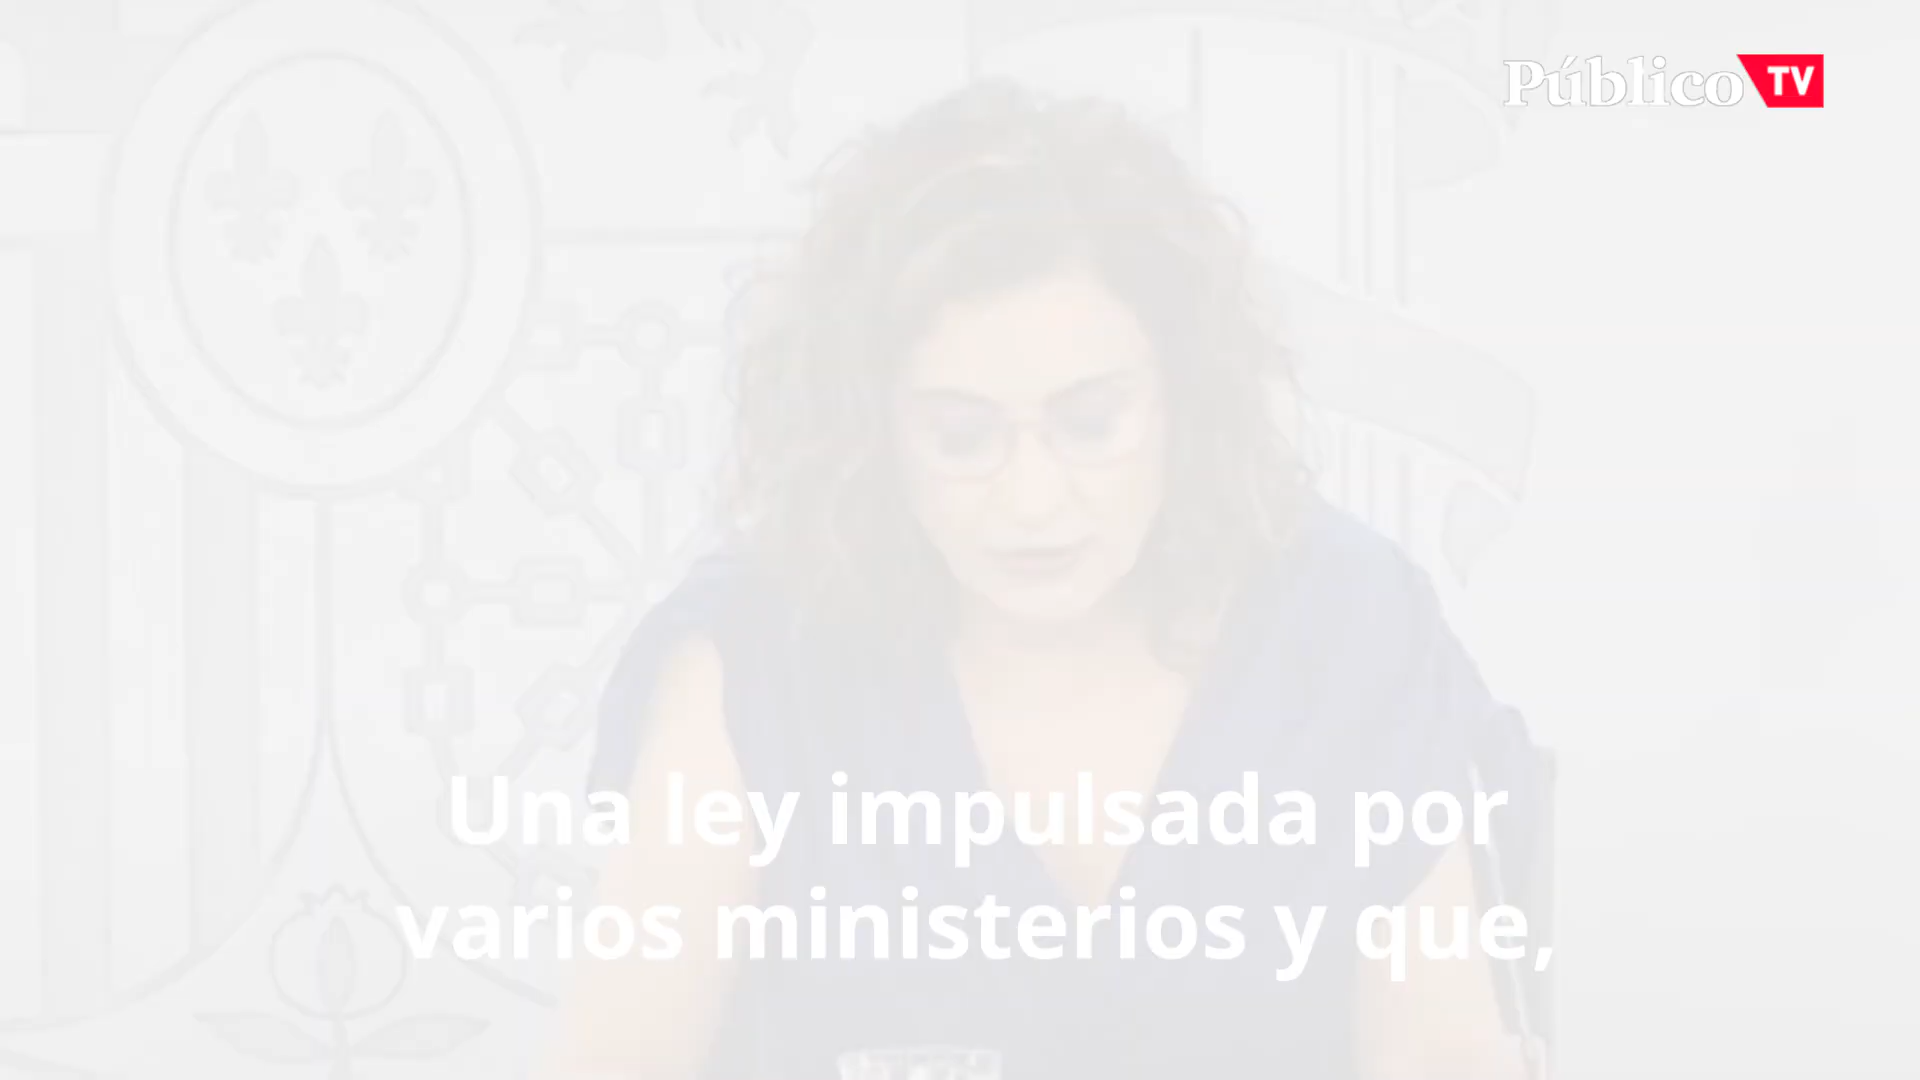 Público TV
Una ley impulsada por
varios ministerios y que,